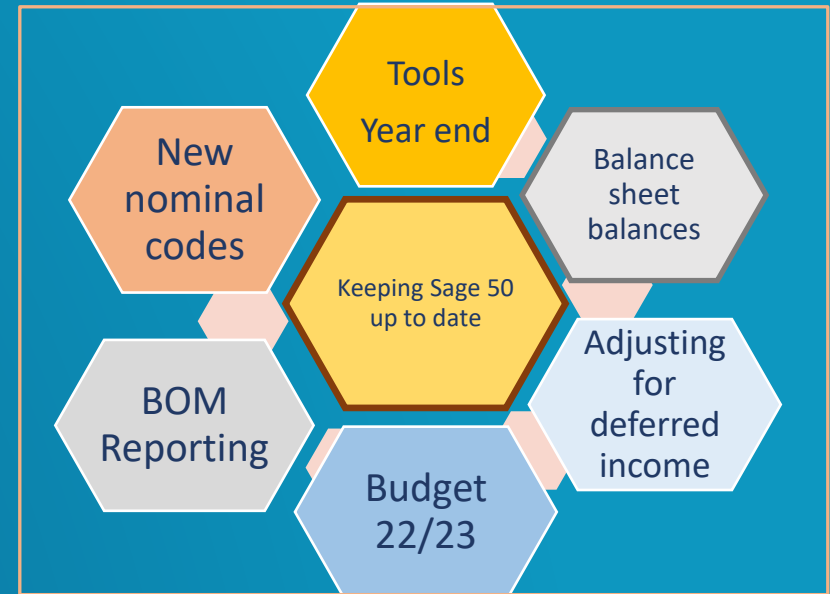 Tools
Year end
Balance
sheet
balances
Adjusting
for
deferred
income
Budget
22/23
BOM
Reporting
New
nominal
codes
Keeping Sage 50
up to date